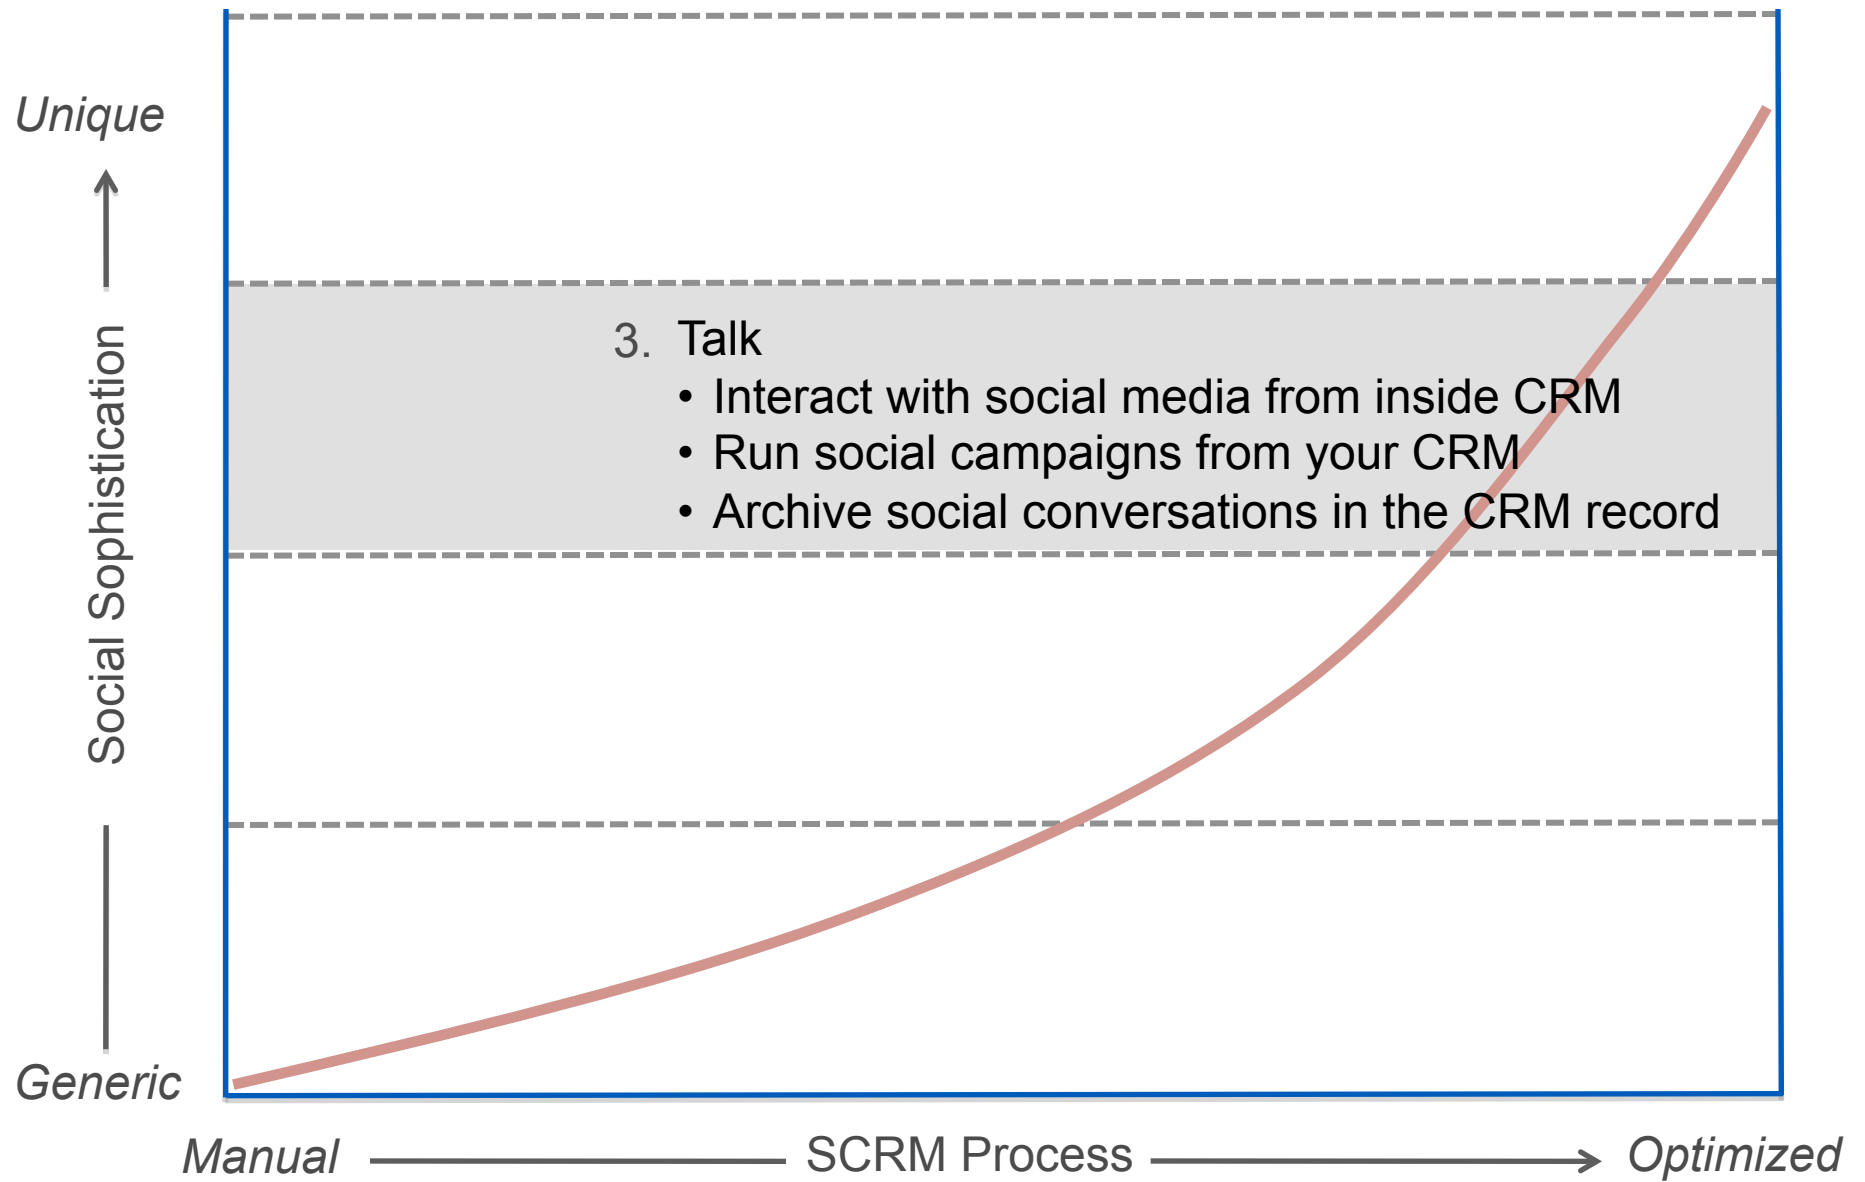 Unique
Social Sophistication
Generic
3. Talk
• Interact with social media from inside CRM
• Run social campaigns from your CRM
• Archive social conversations in the CRM record
Manual SCRM Process Optimized